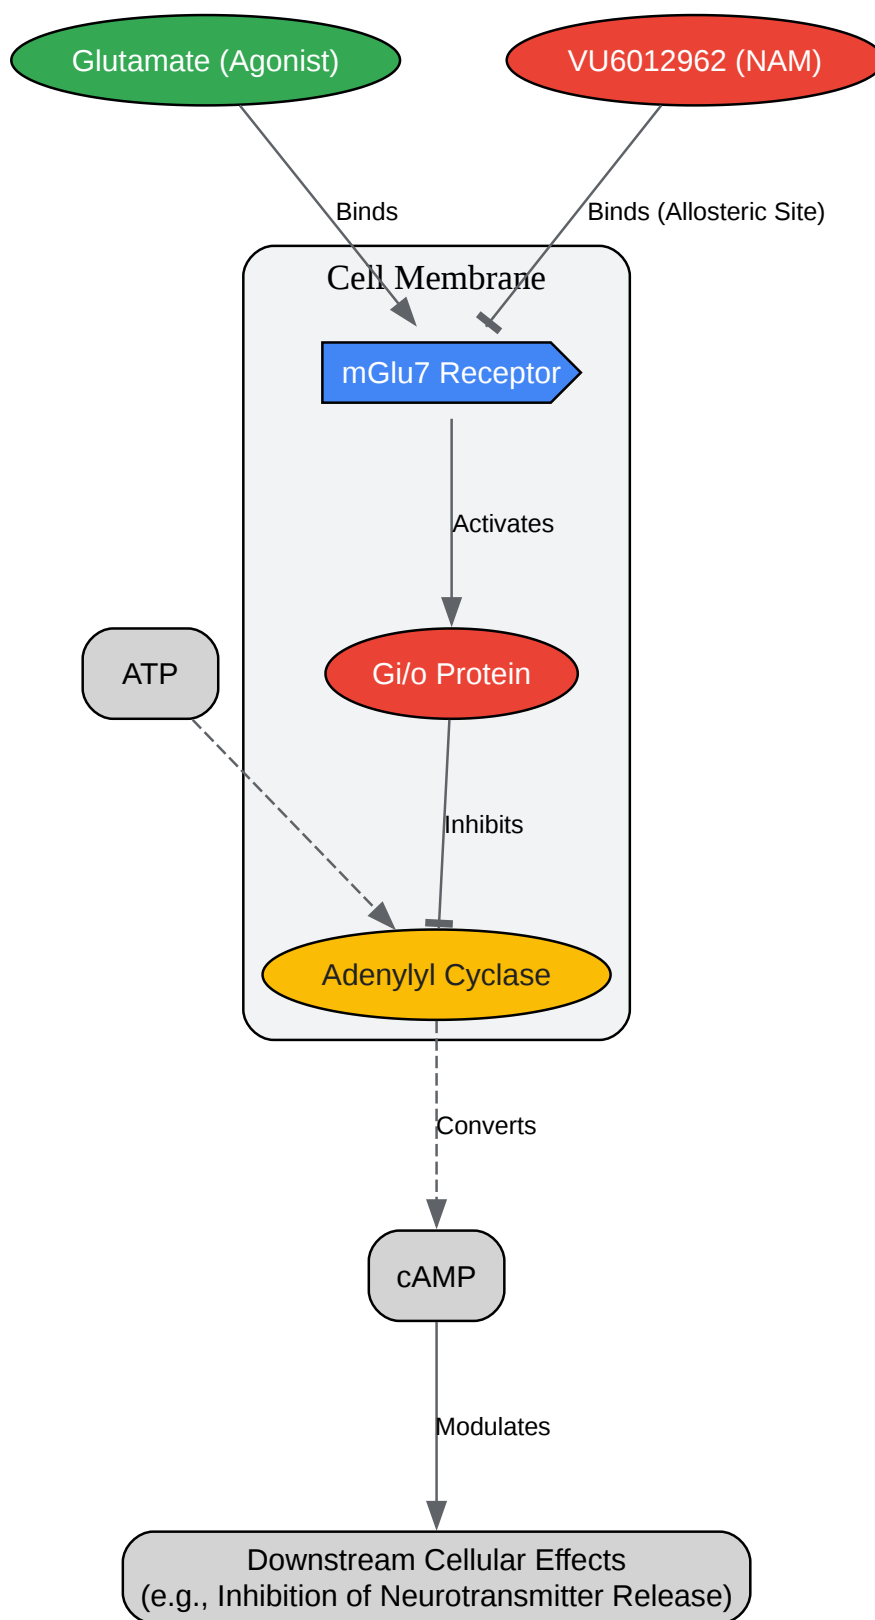 Glutamate (Agonist)
VU6012962 (NAM)
Binds
Binds (Allosteric Site)
Cell Membrane
mGlu7 Receptor
Activates
ATP
Gi/o Protein
Inhibits
Adenylyl Cyclase
Converts
cAMP
Modulates
Downstream Cellular Effects
(e.g., Inhibition of Neurotransmitter Release)